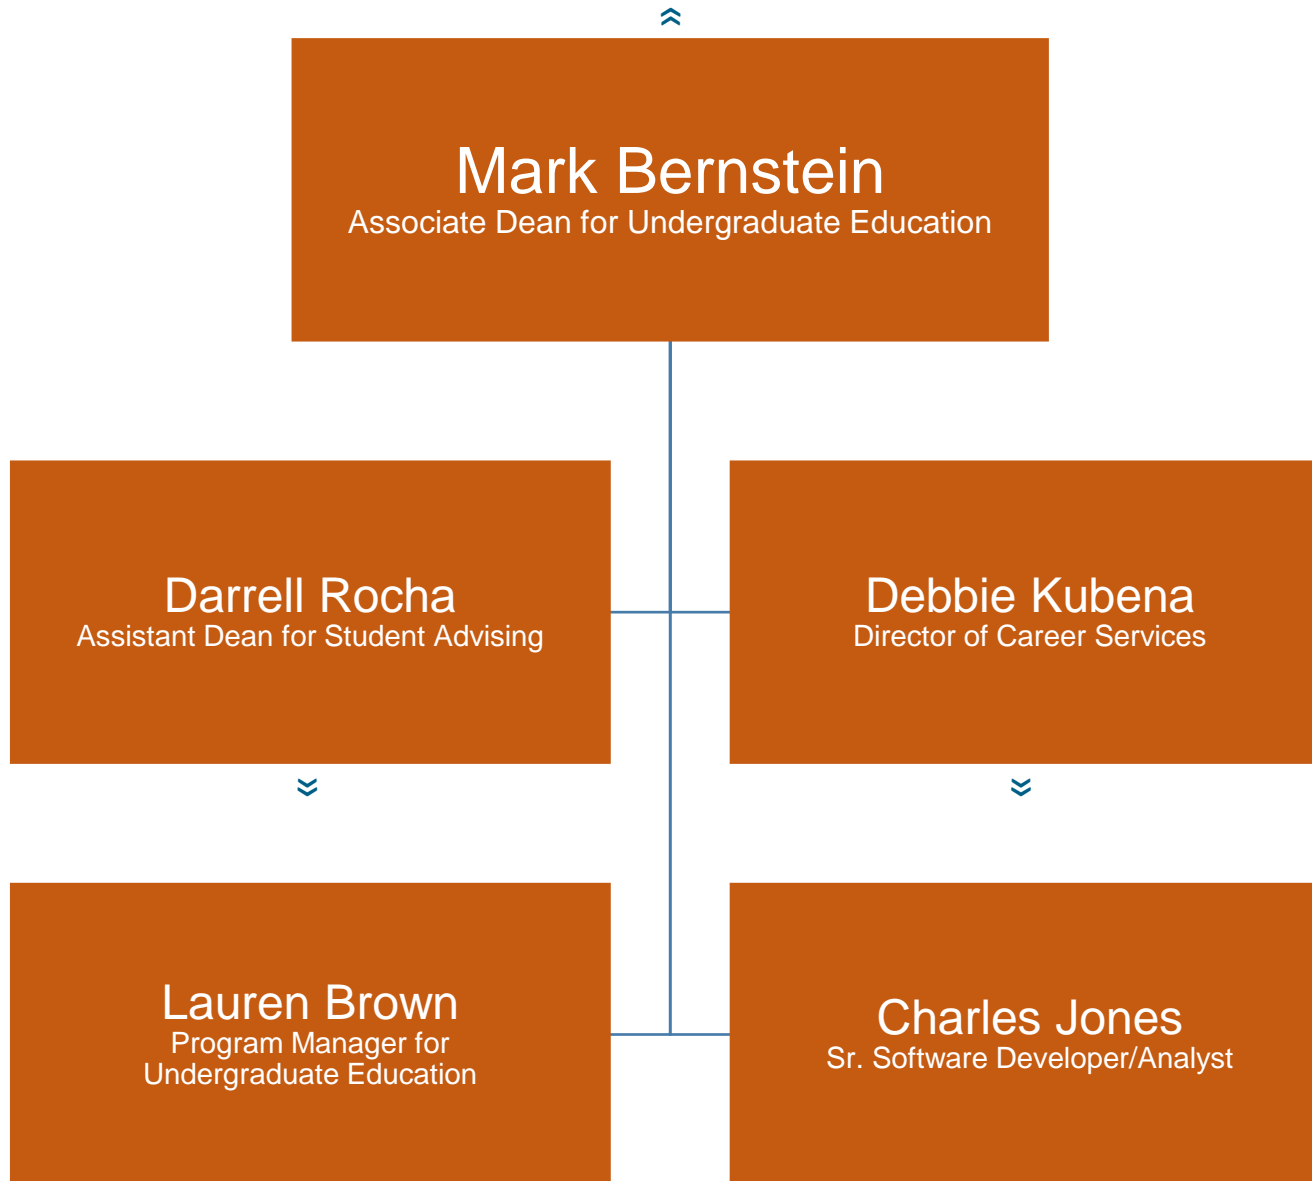 Mark Bernstein
Associate Dean for Undergraduate Education
Darrell Rocha
Assistant Dean for Student Advising
Debbie Kubena
Director of Career Services
Lauren Brown
Program Manager for
Undergraduate Education
Charles Jones
Sr. Software Developer/Analyst